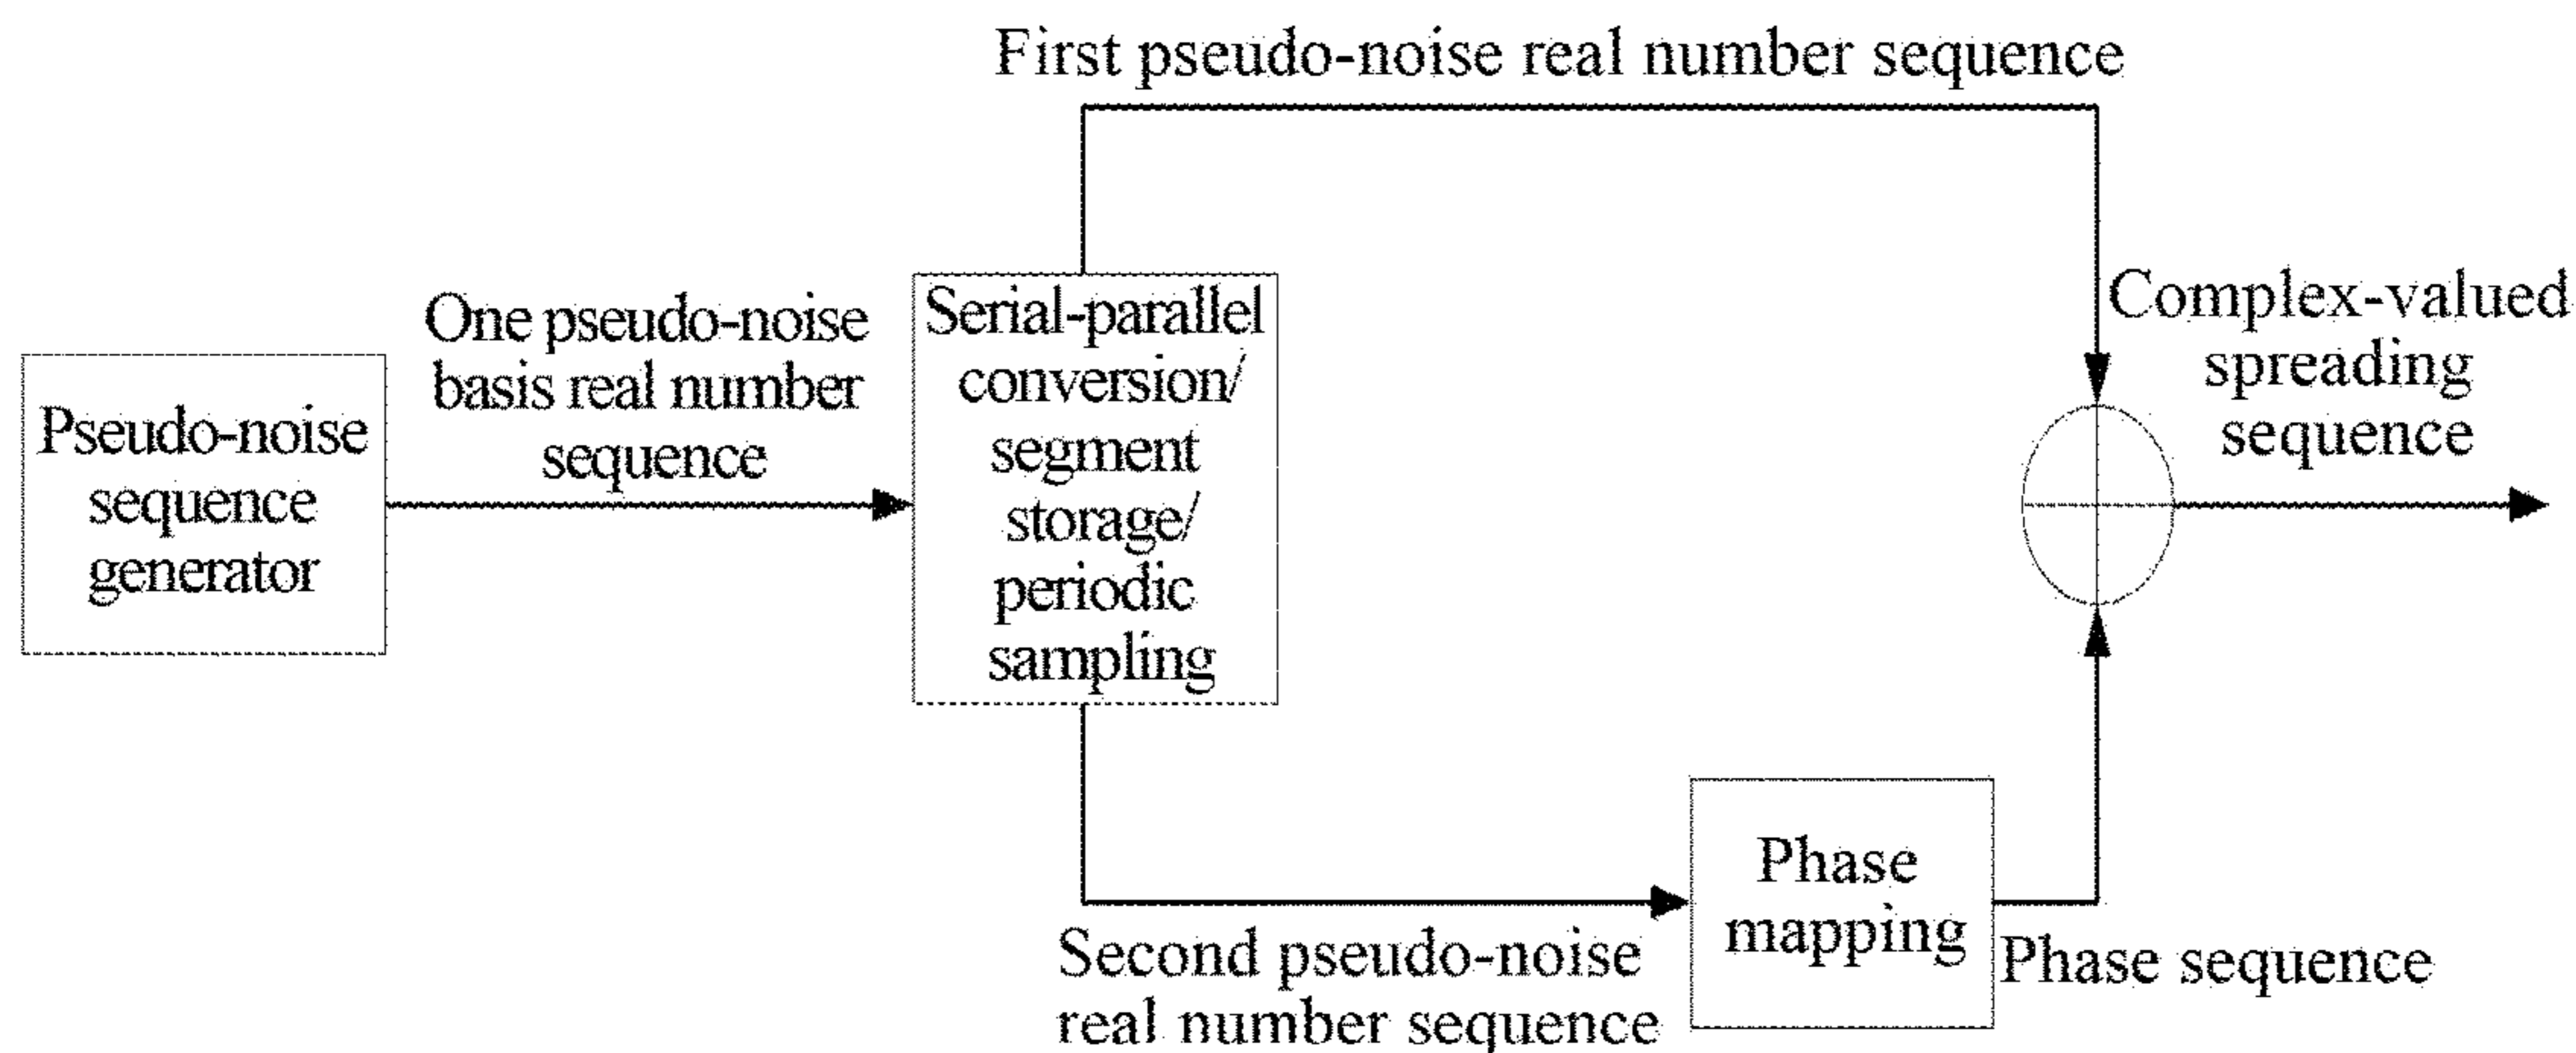 First pseudo-noise real number sequence
One pseudo-noise
basis real number
sequence
Pseudo-noise
sequence
generator
Serial-parallel
conversion/
segment
storage/
periodic
sampling
Complex-valued
spreading
sequence
Phase
mapping
Second pseudo-noise
real number sequence
Phase sequence